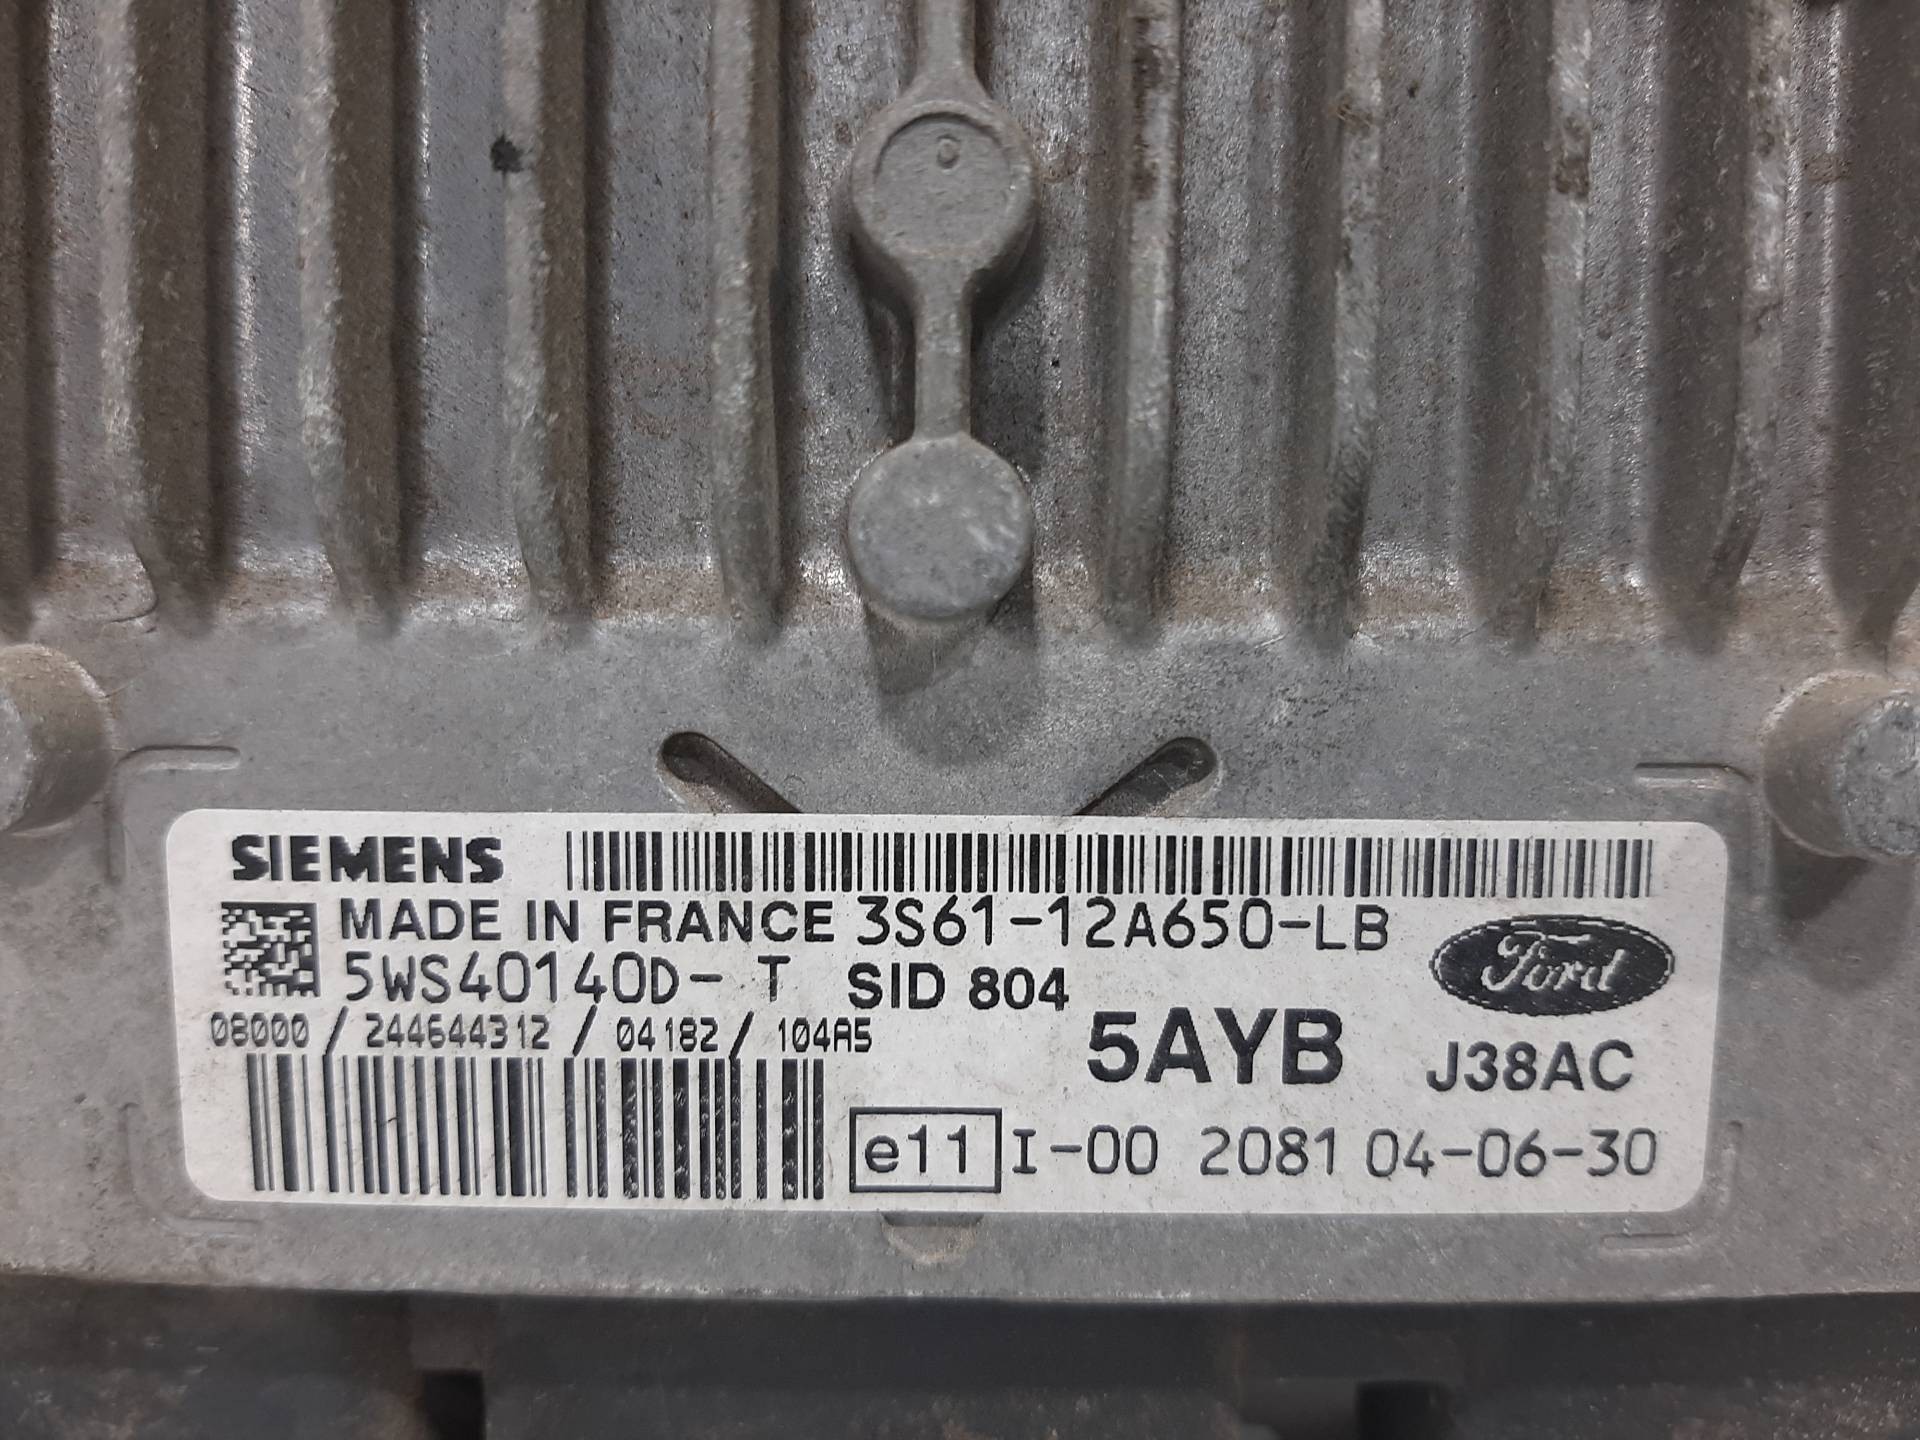 SIEMENS
MADE IN FRANCE 3S61-12A650-LB
Ford
5WS40140D- T SID 804
08000 / 244644312 / 04182 / 104A5
5AYB J38AC
e11 I-00 2081 04-06-30